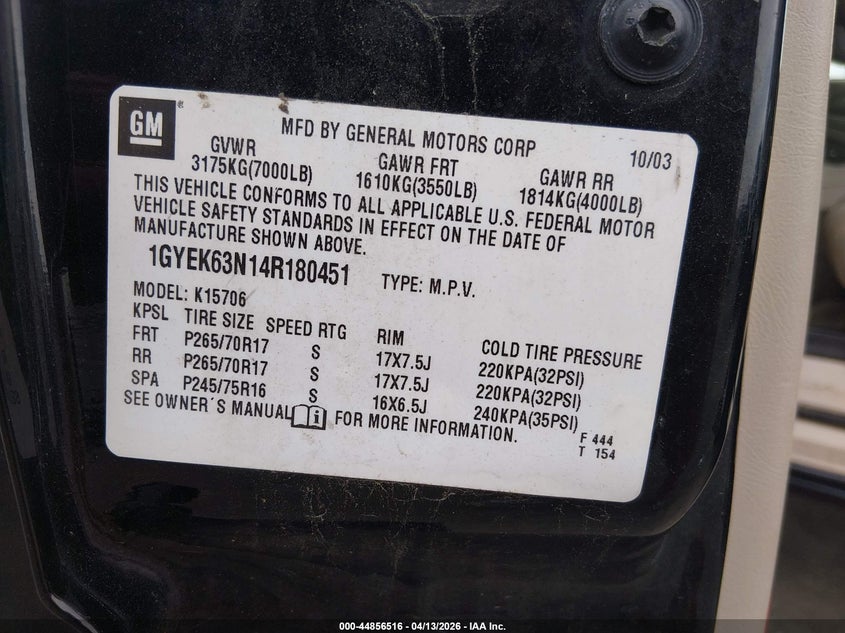 GM
MFD BY GENERAL MOTORS CORP 10/03
GVWR GAWR FRT GAWR RR
3175KG(7000LB) 1610KG(3550LB) 1814KG(4000LB)
THIS VEHICLE CONFORMS TO ALL APPLICABLE U.S. FEDERAL MOTOR
VEHICLE SAFETY STANDARDS IN EFFECT ON THE DATE OF
MANUFACTURE SHOWN ABOVE.
1GYEK63N14R180451 TYPE: M.P.V.
MODEL: K15706
KPSL TIRE SIZE SPEED RTG RIM COLD TIRE PRESSURE
FRT P265/70R17 S 17X7.5J 220KPA(32PSI)
RR P265/70R17 S 17X7.5J 220KPA(32PSI)
SPA P245/75R16 S 16X6.5J 240KPA(35PSI)
SEE OWNER'S MANUAL i FOR MORE INFORMATION.
F 444
T 154
000-44856516 - 04/13/2026 - IAA Inc.